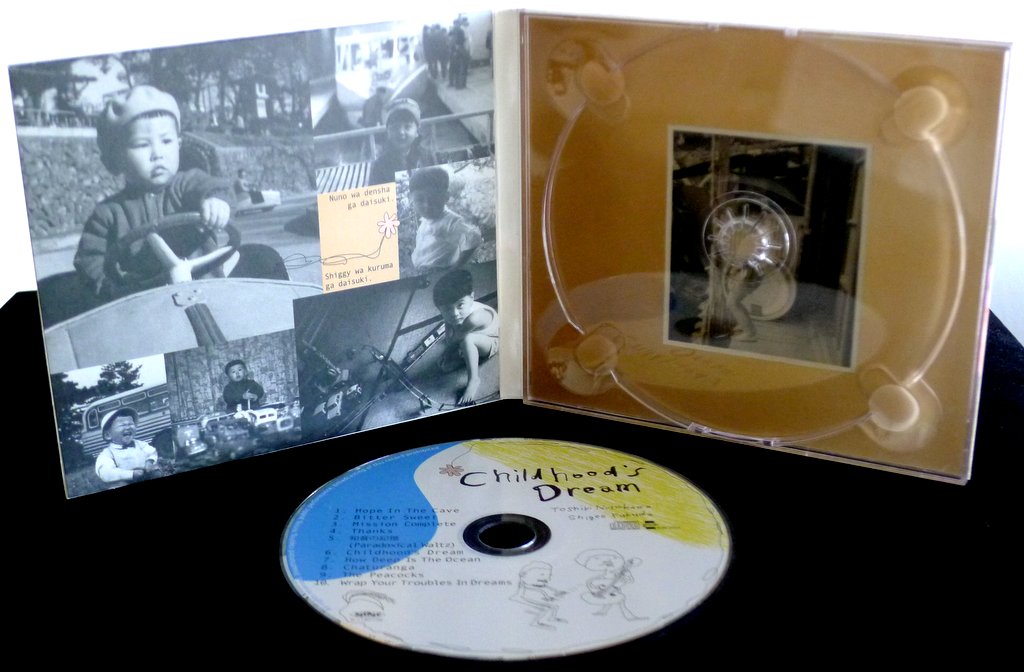 Nuno wa densha
ga daisuki.
Shiggy wa kuruma
ga daisuki.
Childhood's
Dream
1. Hope In The Cave
2. Bitter Sweet
3. Mission Complete
4. Thanks
5.
(Paradoxical Waltz)
6. Childhood's Dream
7. How Deep Is The Ocean
8. Chaturanga
9. The Peacocks
10. Wrap Your Troubles In Dreams